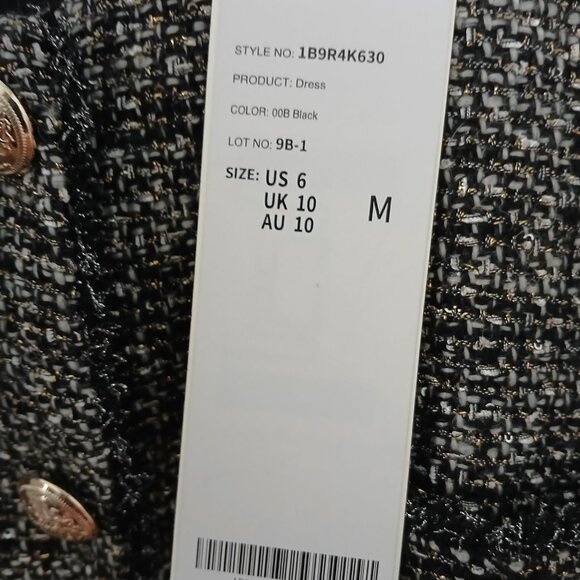 STYLE NO: 1B9R4K630
PRODUCT: Dress
COLOR: 00B Black
LOT NO: 9B-1
SIZE: US 6
UK 10 M
AU 10